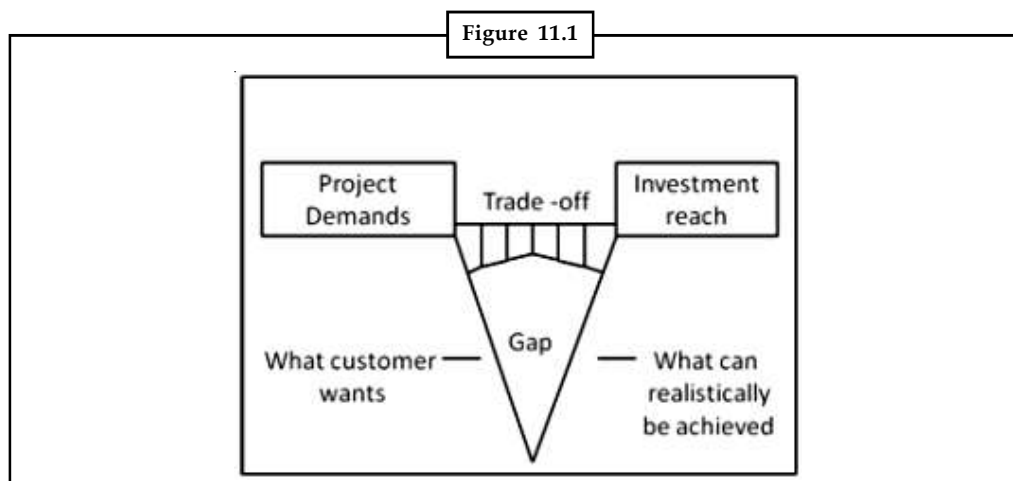 Figure 11.1
Project
Demands
Trade -off
Investment
reach
Gap
What customer
wants
What can
realistically
be achieved